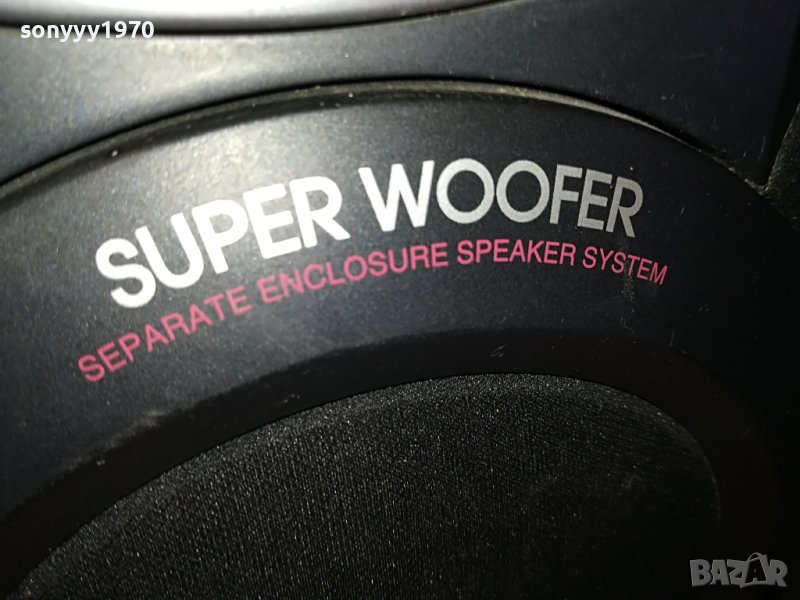 sonyyy1970
SUPER WOOFER
SEPARATE ENCLOSURE SPEAKER SYSTEM
BAZAR